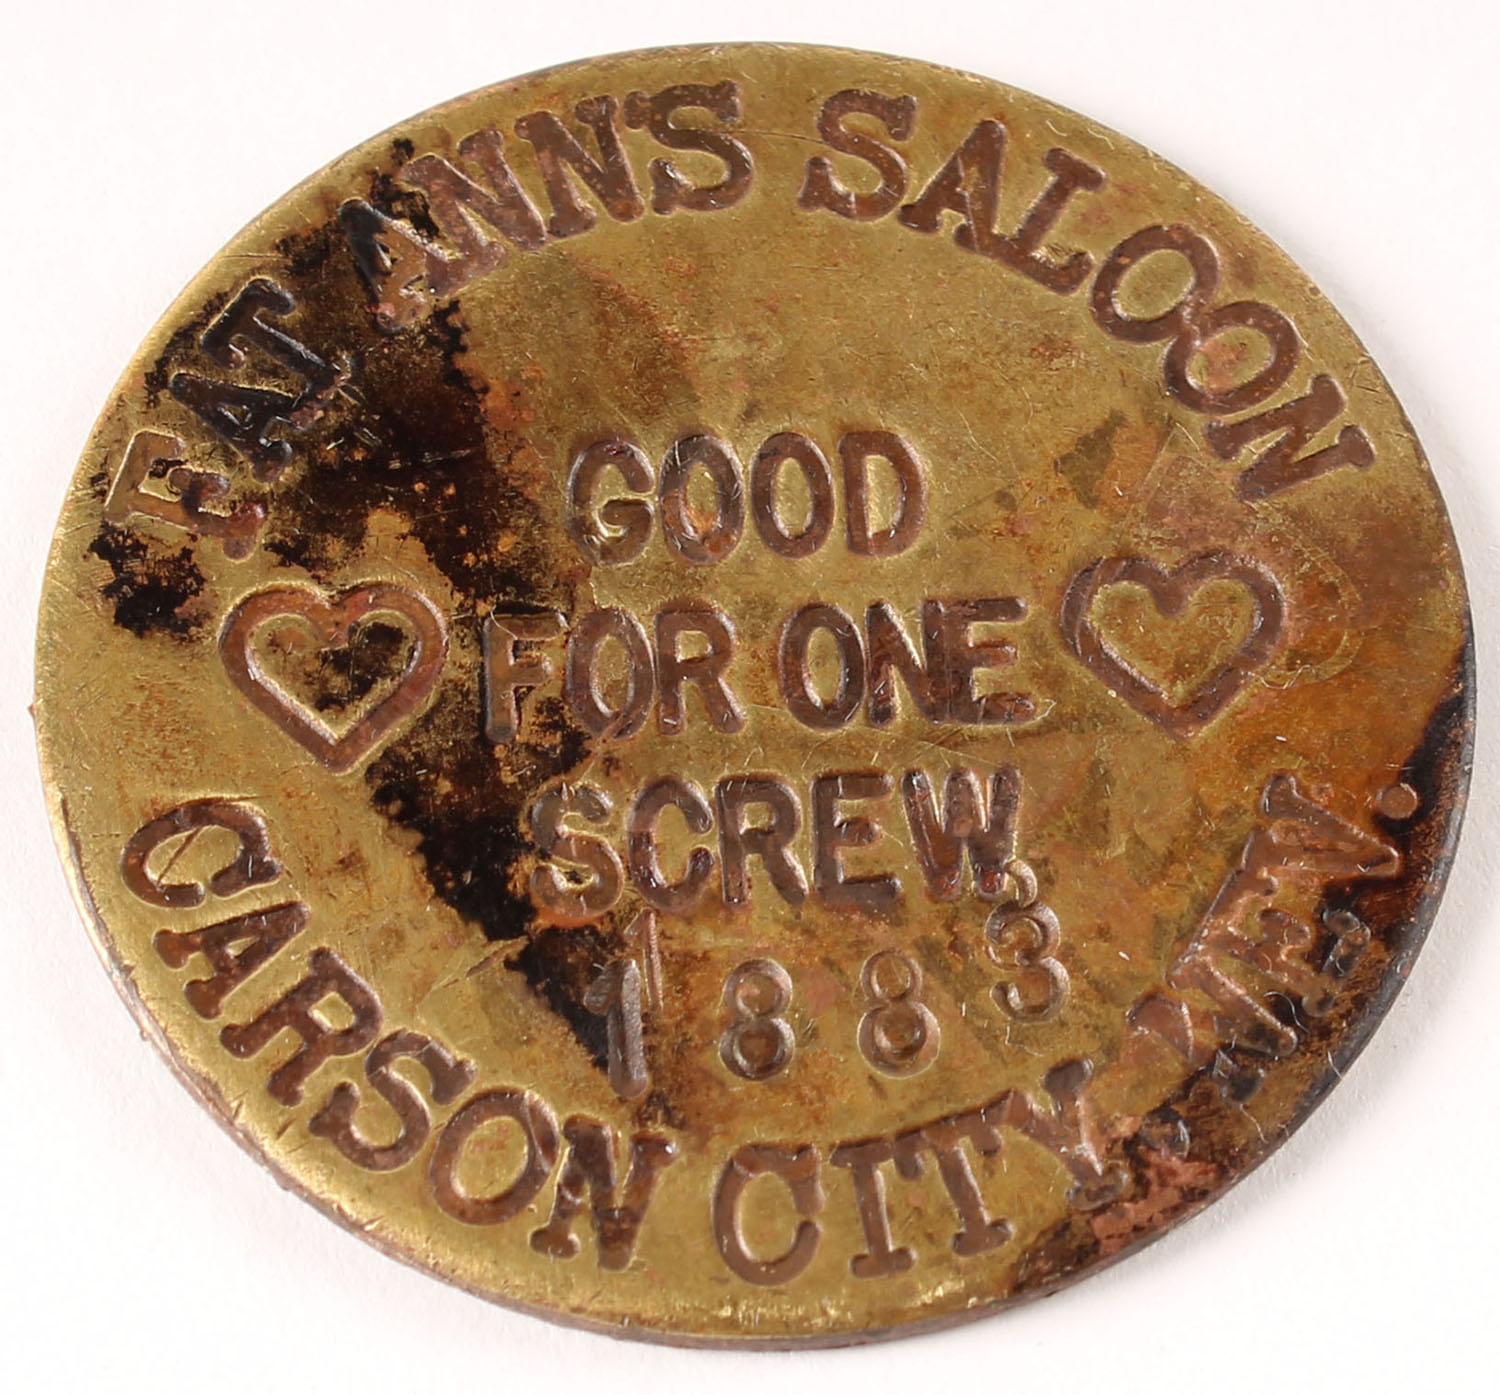 FAT ANN'S SALOON
GOOD
FOR ONE
SCREW
1883
CARSON CITY, NEV.